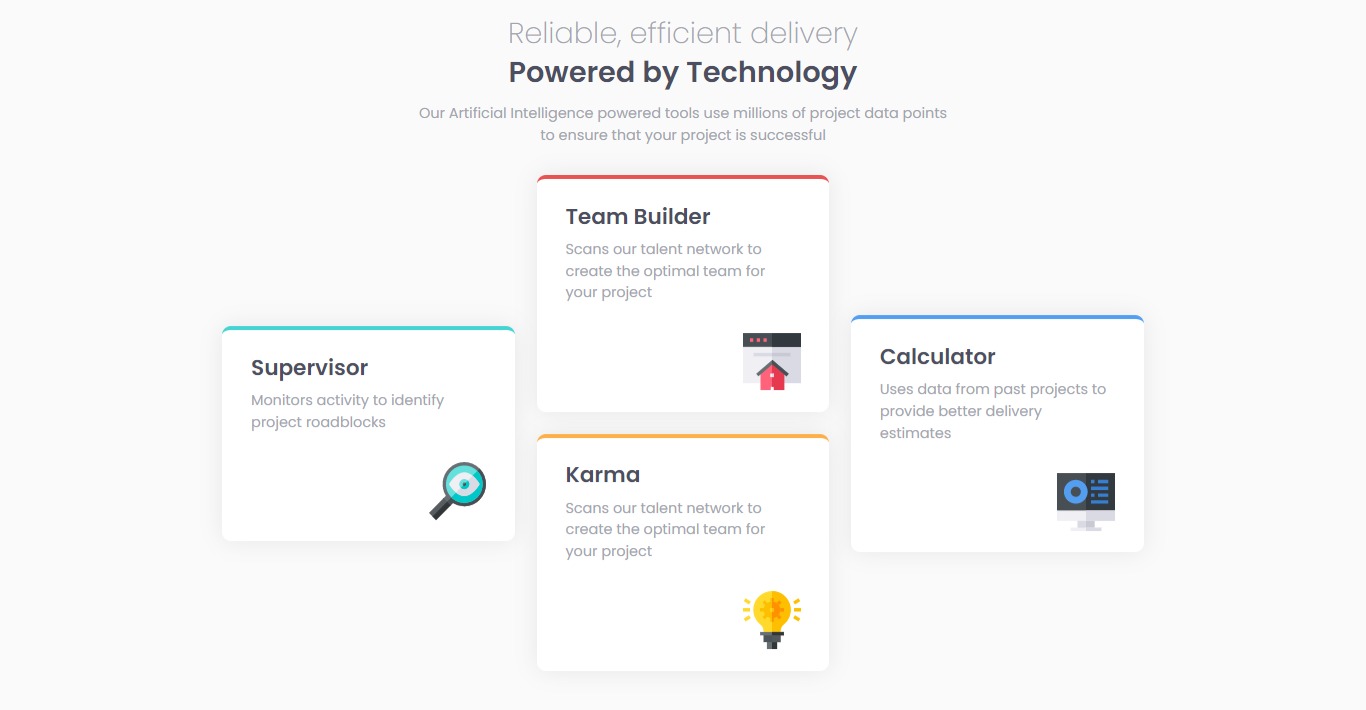 Reliable, efficient delivery
Powered by Technology
Our Artificial Intelligence powered tools use millions of project data points
to ensure that your project is successful
Supervisor
Monitors activity to identify
project roadblocks
Team Builder
Scans our talent network to
create the optimal team for
your project
Karma
Scans our talent network to
create the optimal team for
your project
Calculator
Uses data from past projects to
provide better delivery
estimates